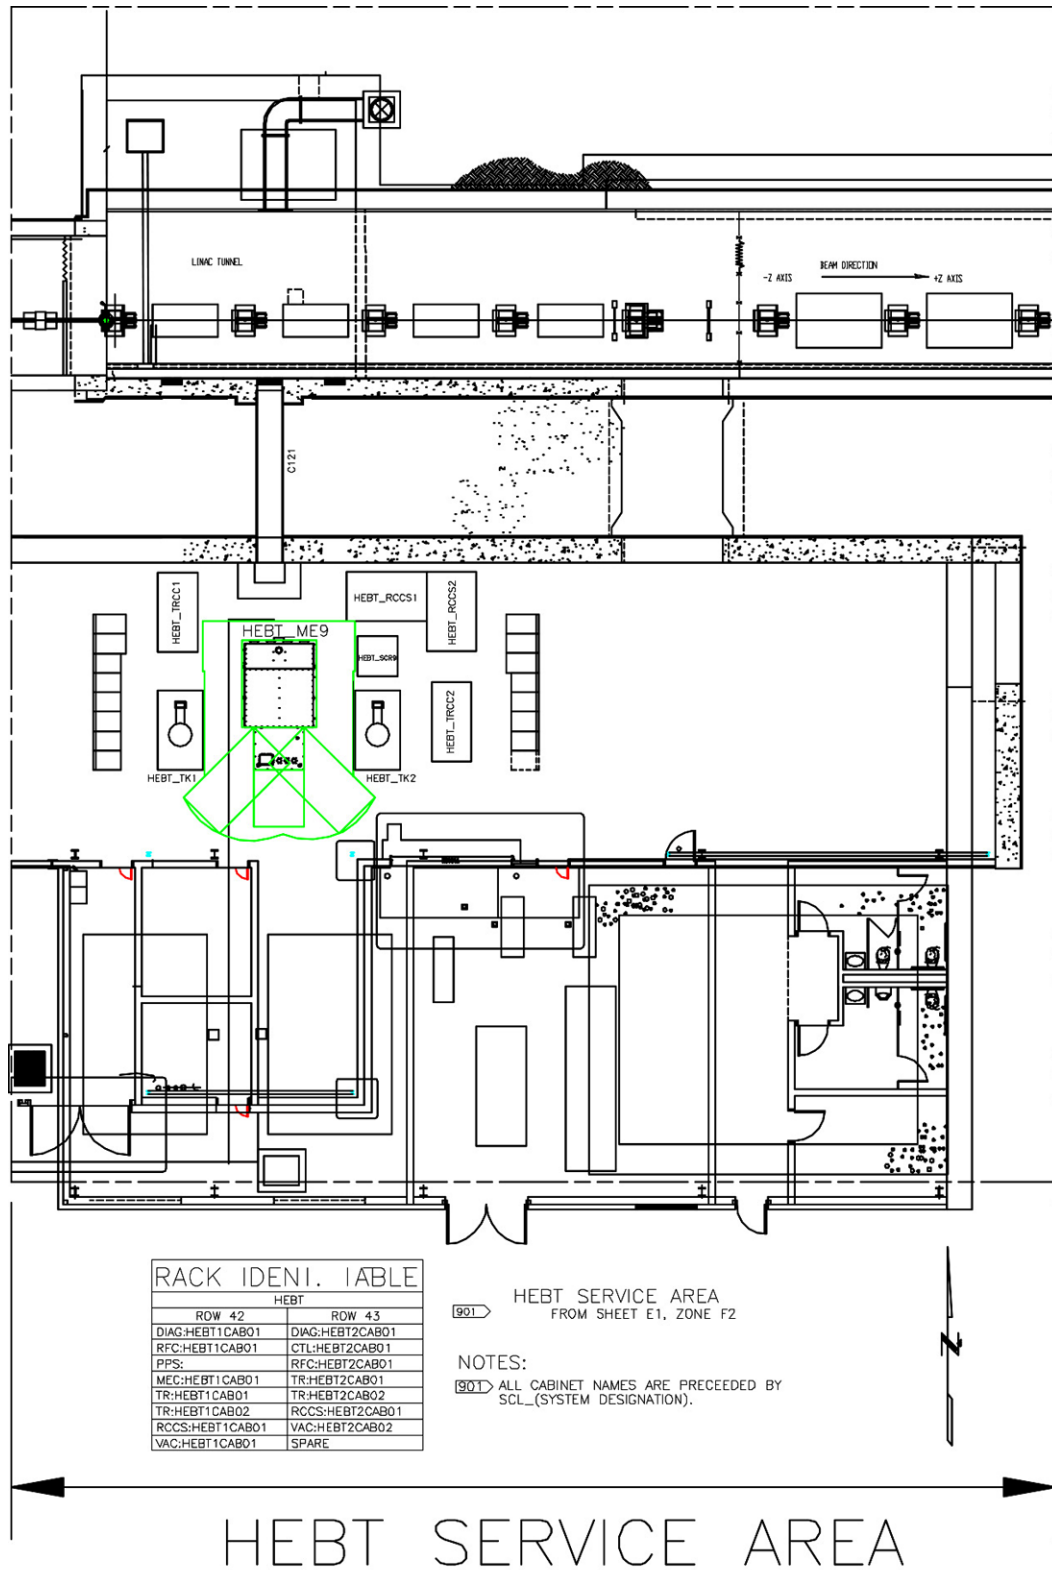 LINAC TUNNEL
BEAM DIRECTION
-Z AXIS
+Z AXIS
C121
HEBT_TRCC1
HEBT_RCCS1
HEBT_RCCS2
HEBT_ME9
HEBT_SCR9
HEBT_TRCC2
HEBT_TK1
HEBT_TK2
RACK IDENI. IABLE
HEBT
ROW 42 ROW 43
DIAG:HEBT1CAB01 DIAG:HEBT2CAB01
RFC:HEBT1CAB01 CTL:HEBT2CAB01
PPS: RFC:HEBT2CAB01
MEC:HEBT1CAB01 TR:HEBT2CAB01
TR:HEBT1CAB01 TR:HEBT2CAB02
TR:HEBT1CAB02 RCCS:HEBT2CAB01
RCCS:HEBT1CAB01 VAC:HEBT2CAB02
VAC:HEBT1CAB01 SPARE
901 HEBT SERVICE AREA
FROM SHEET E1, ZONE F2
NOTES:
901 ALL CABINET NAMES ARE PRECEEDED BY
SCL_(SYSTEM DESIGNATION).
N
HEBT SERVICE AREA